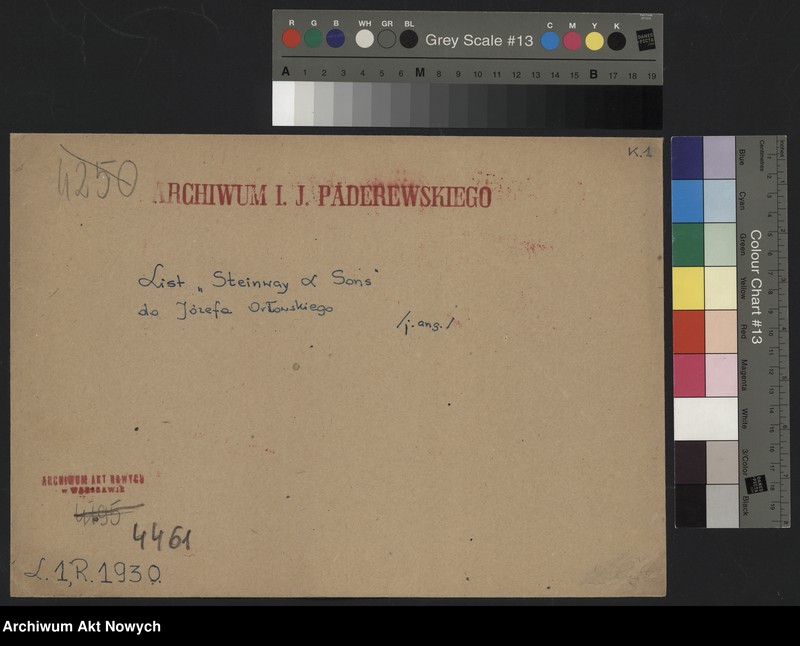 R G B WH GR BL Grey Scale #13 C M Y K
A 1 2 3 4 5 6 M 8 9 10 11 12 13 14 15 B 17 18 19
K.1
4250
ARCHIWUM I. J. PADEREWSKIEGO
List „Steinway & Sons"
do Józefa Orłowskiego
/j. ang./
ARCHIWUM AKT NOWYCH
w WARSZAWIE
4495
4461
L. 1, R. 1930.
Colour Chart #13
Blue
Cyan
Green
Yellow
Red
Magenta
White
3/Color
Black
Centimetres
Inches
Archiwum Akt Nowych